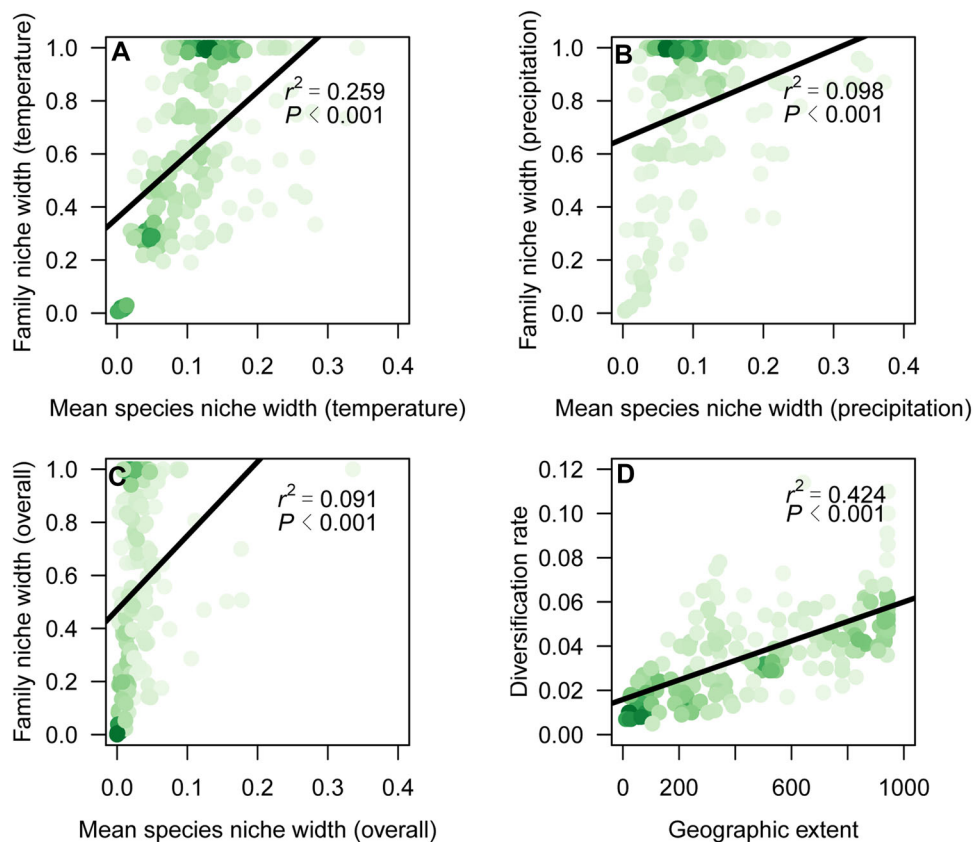 A
r² = 0.259
P < 0.001
Family niche width (temperature)
1.0
0.8
0.6
0.4
0.2
0.0
0.0 0.1 0.2 0.3 0.4
Mean species niche width (temperature)
B
r² = 0.098
P < 0.001
Family niche width (precipitation)
1.0
0.8
0.6
0.4
0.2
0.0
0.0 0.1 0.2 0.3 0.4
Mean species niche width (precipitation)
C
r² = 0.091
P < 0.001
Family niche width (overall)
1.0
0.8
0.6
0.4
0.2
0.0
0.0 0.1 0.2 0.3 0.4
Mean species niche width (overall)
D
r² = 0.424
P < 0.001
Diversification rate
0.12
0.10
0.08
0.06
0.04
0.02
0.00
0 200 600 1000
Geographic extent